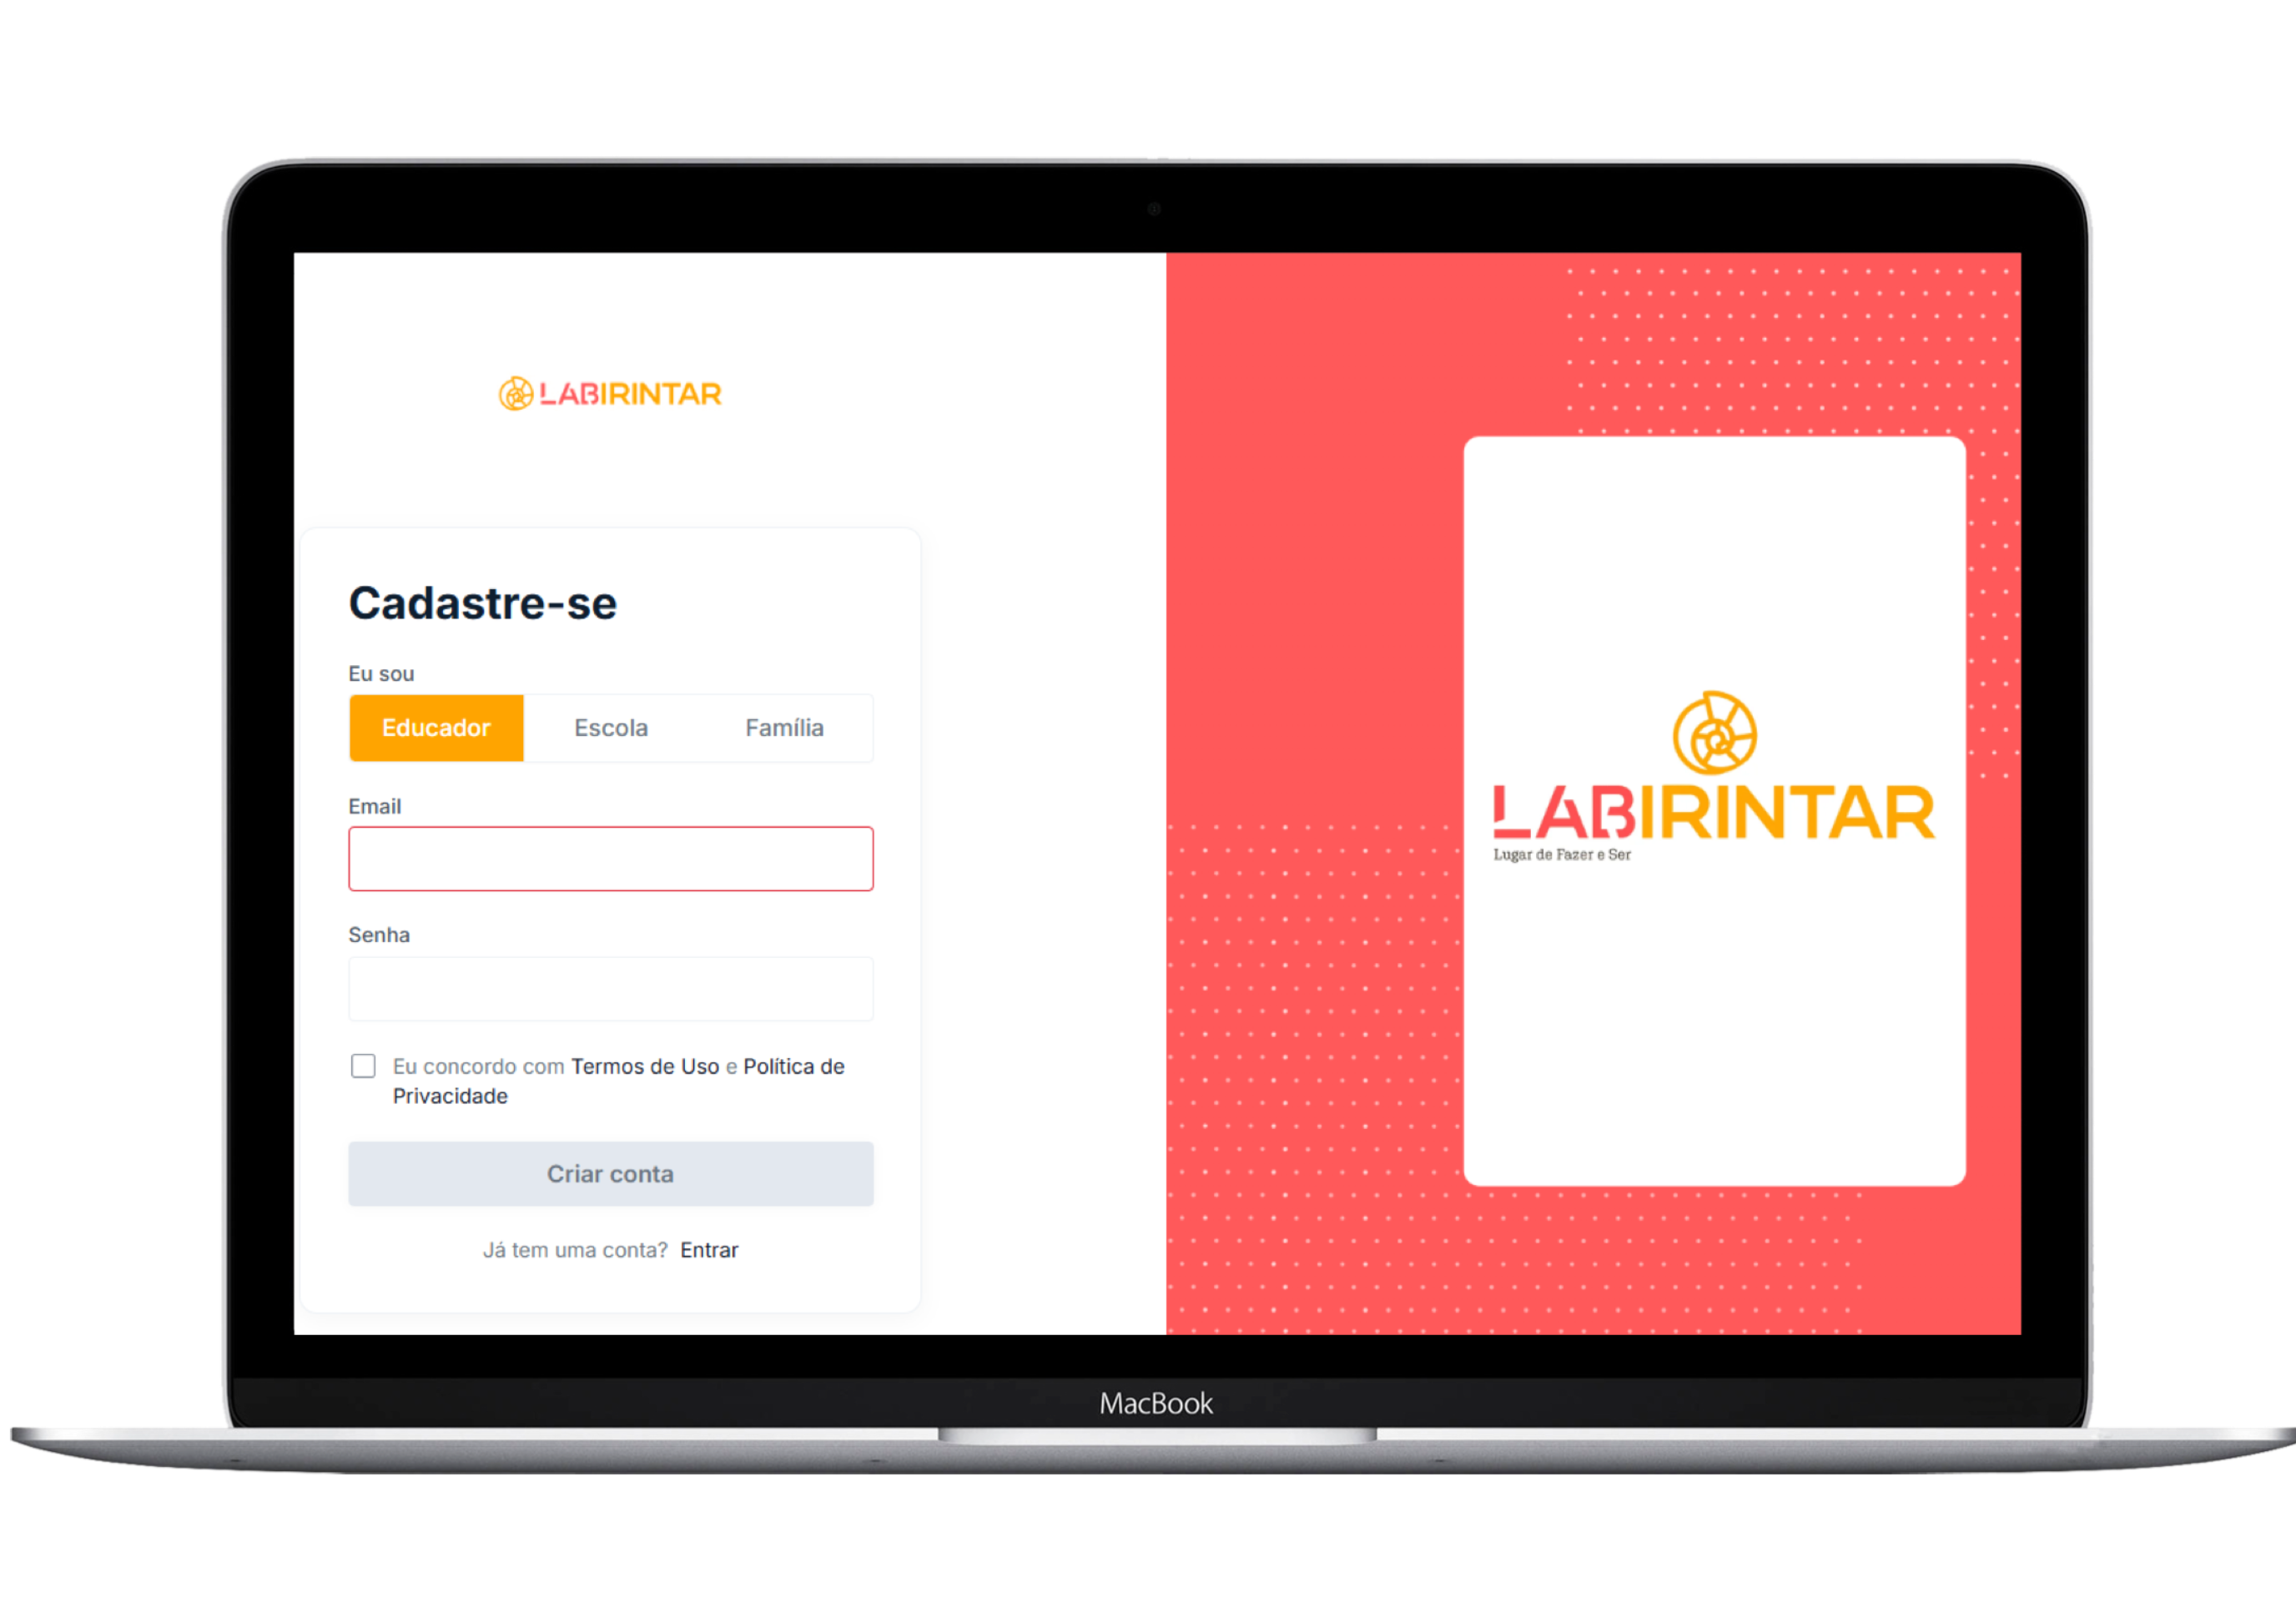 LABIRINTAR
Cadastre-se
Eu sou
Educador Escola Família
Email
Senha
Eu concordo com Termos de Uso e Política de
Privacidade
Criar conta
Já tem uma conta? Entrar
LABIRINTAR
Lugar de Fazer e Ser
MacBook